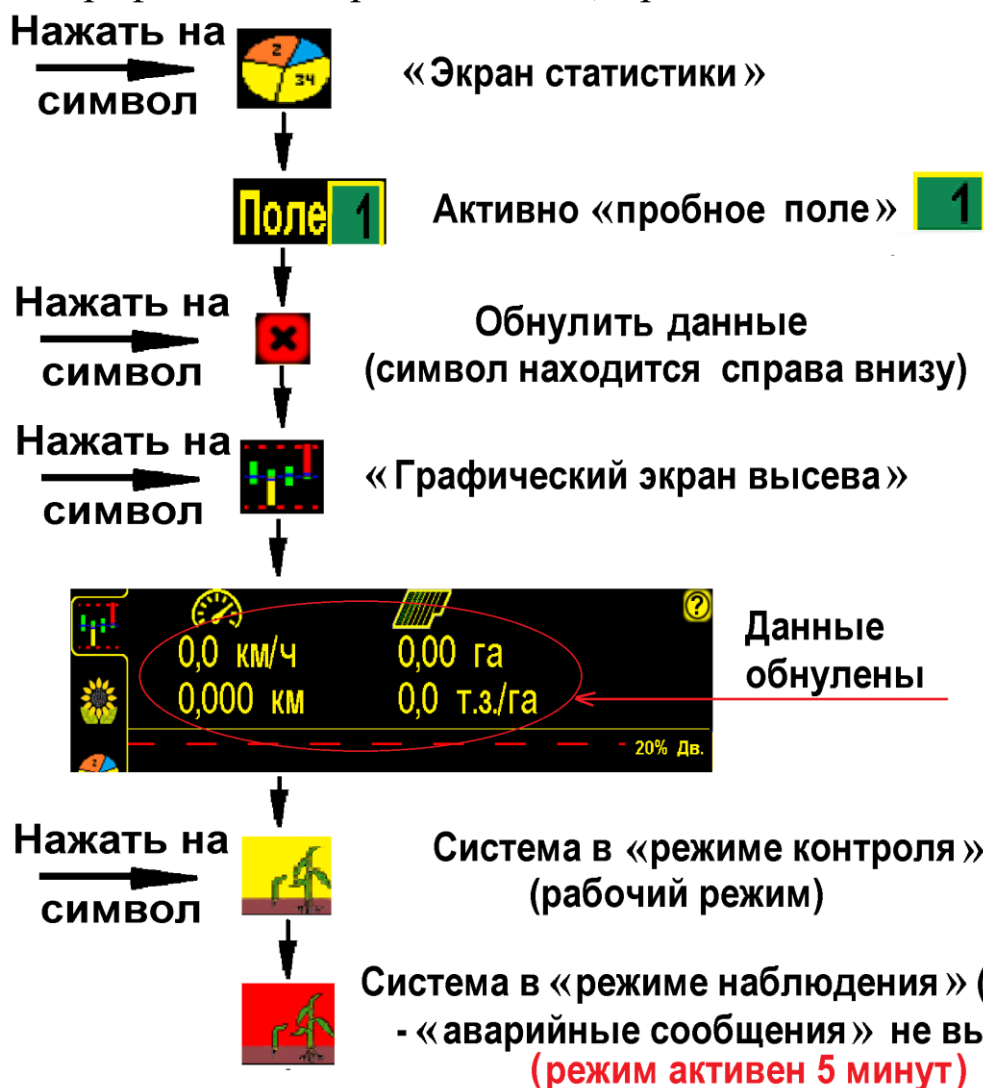 Нажать на
символ
2
34
«Экран статистики»
Поле 1
Активно «пробное поле» 1
Нажать на
символ
Обнулить данные
(символ находится справа внизу)
Нажать на
символ
«Графический экран высева»
?
0,0 км/ч 0,00 га
0,000 км 0,0 т.з./га
20% Дв.
2
Данные
обнулены
Нажать на
символ
Система в «режиме контроля»
(рабочий режим)
Система в «режиме наблюдения» (
- «аварийные сообщения» не вы
(режим активен 5 минут)